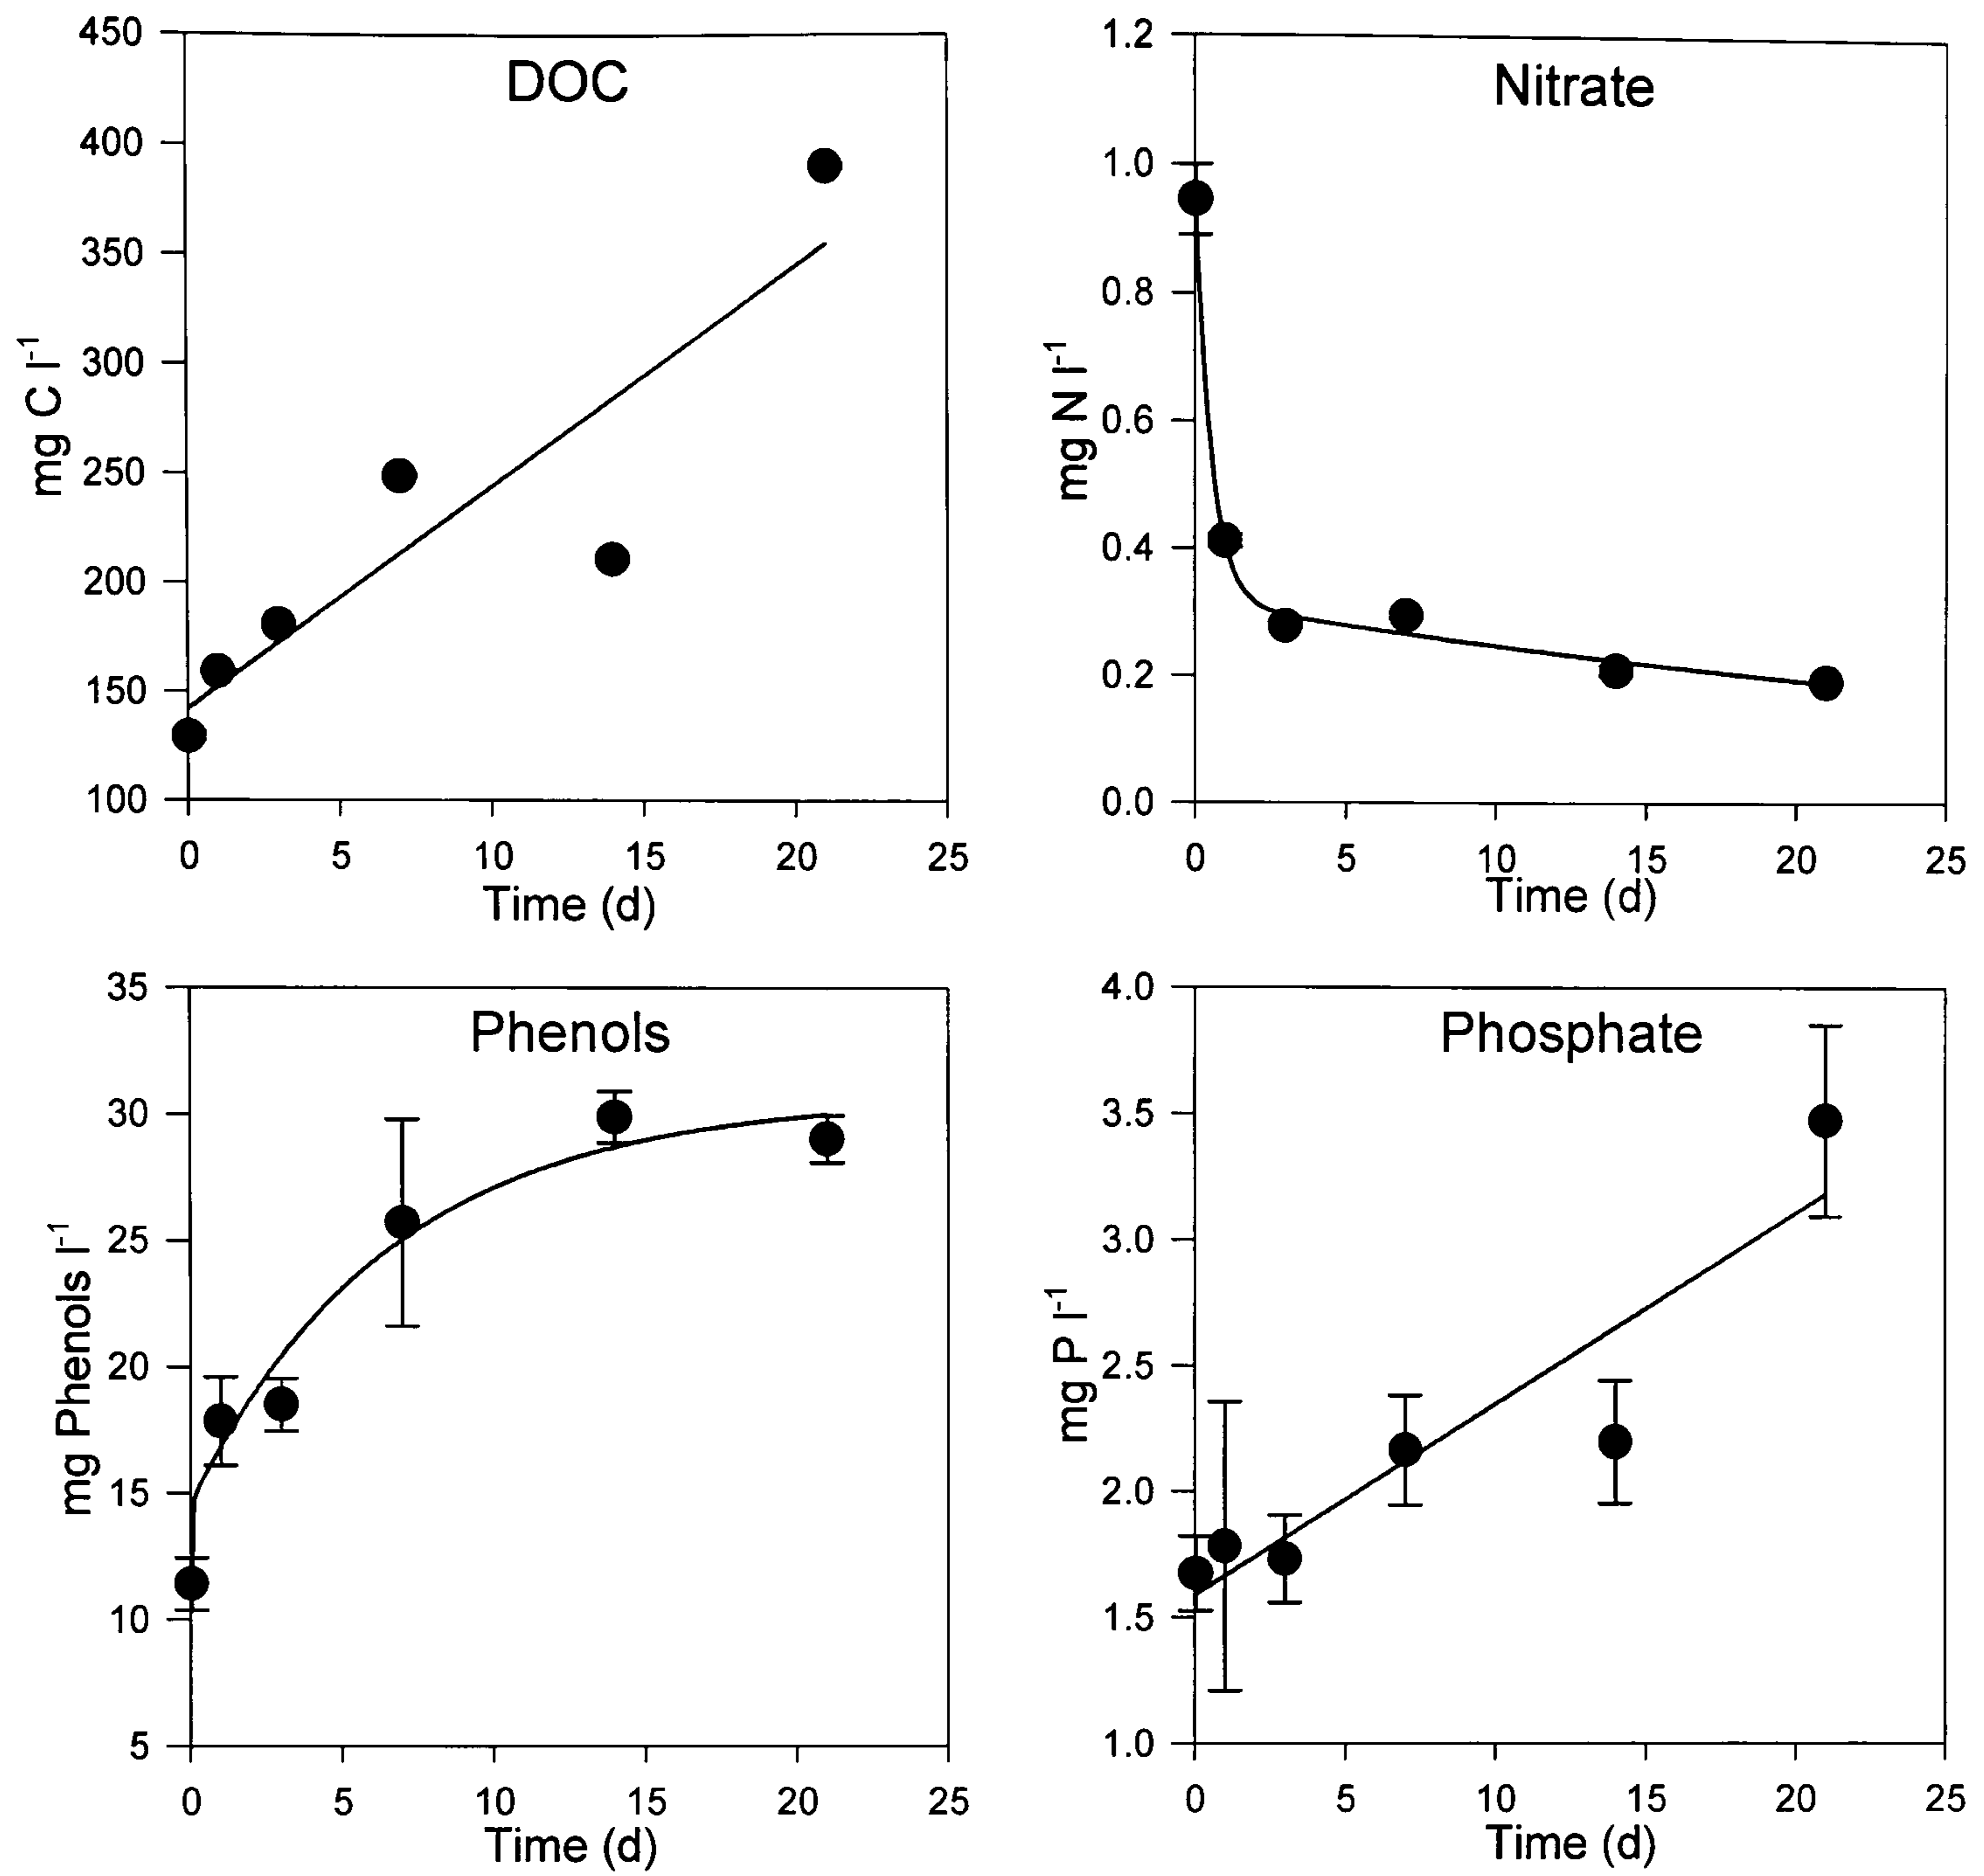 DOC
450
400
350
300
250
200
150
100
mg C l⁻¹
0 5 10 15 20 25
Time (d)
Nitrate
1.2
1.0
0.8
0.6
0.4
0.2
0.0
mg N l⁻¹
0 5 10 15 20 25
Time (d)
Phenols
35
30
25
20
15
10
5
mg Phenols l⁻¹
0 5 10 15 20 25
Time (d)
Phosphate
4.0
3.5
3.0
2.5
2.0
1.5
1.0
mg P l⁻¹
0 5 10 15 20 25
Time (d)